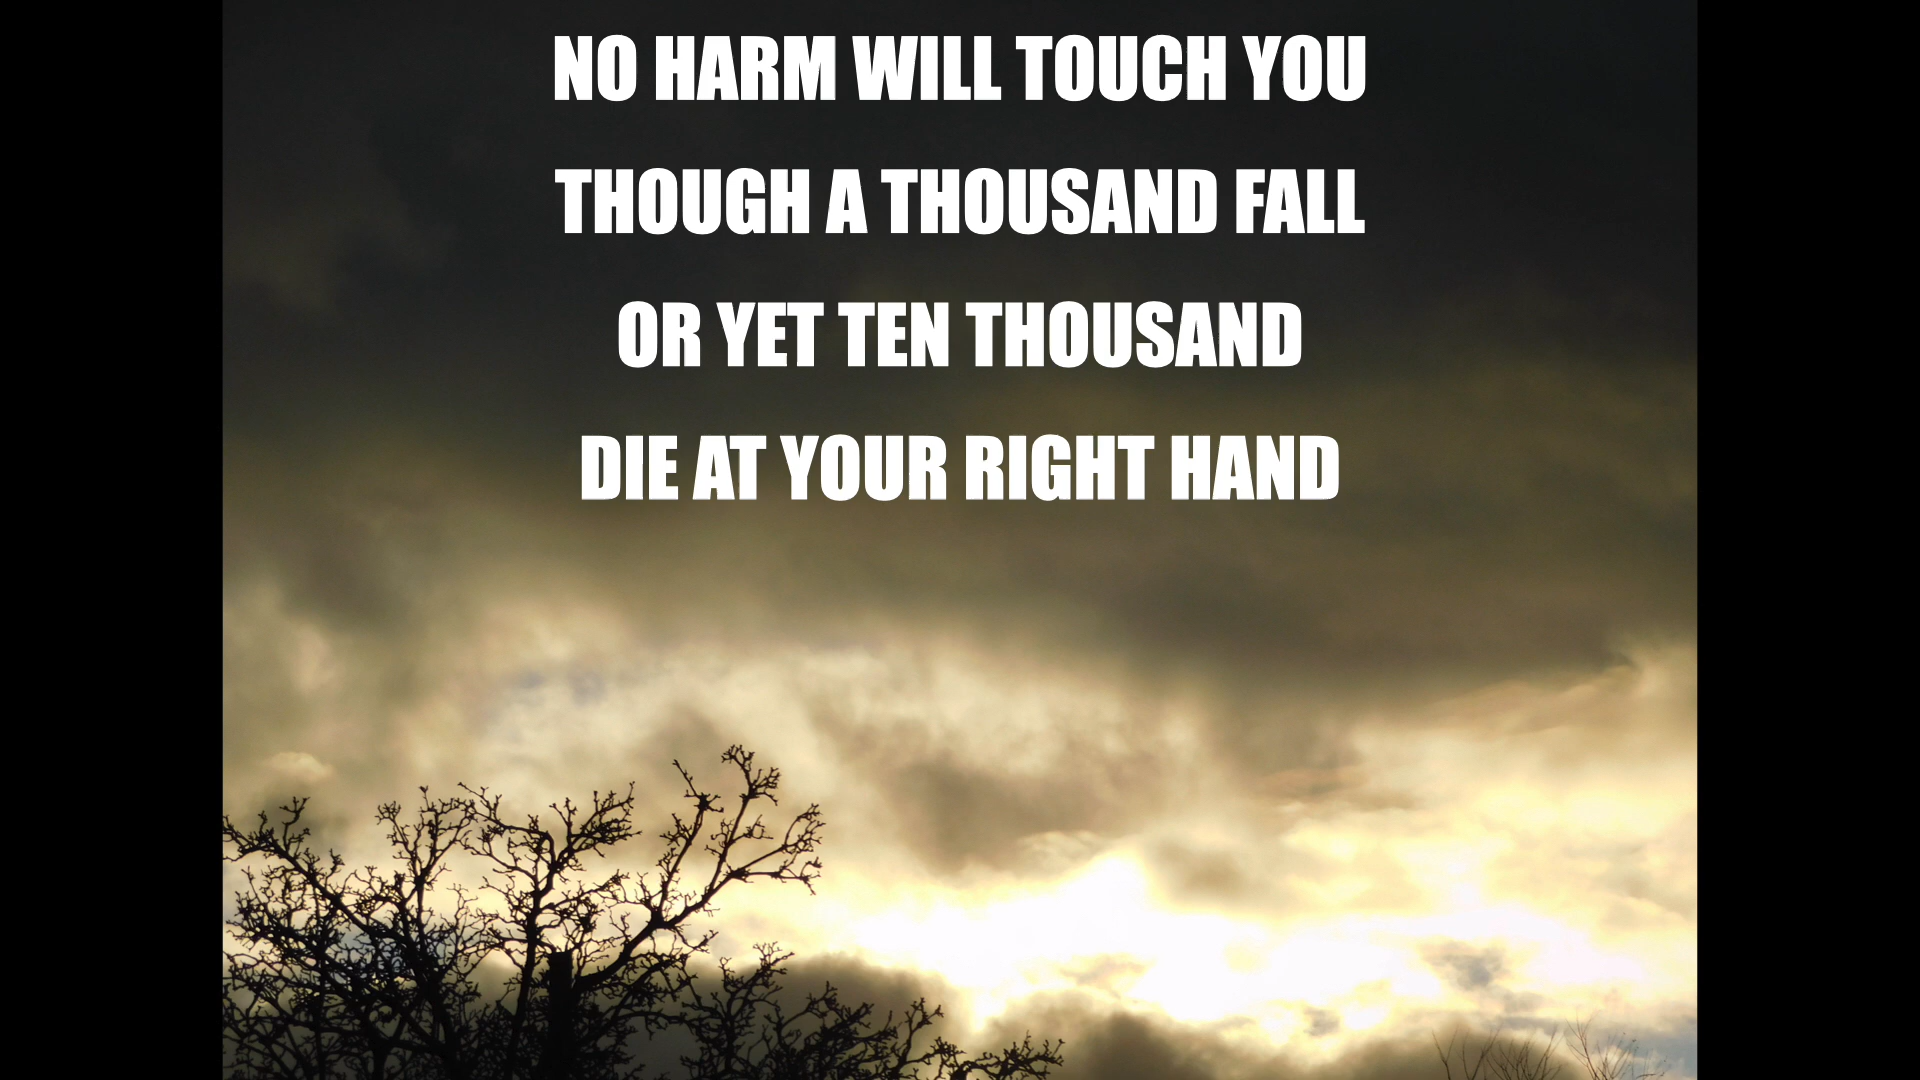 NO HARM WILL TOUCH YOU
THOUGH A THOUSAND FALL
OR YET TEN THOUSAND
DIE AT YOUR RIGHT HAND